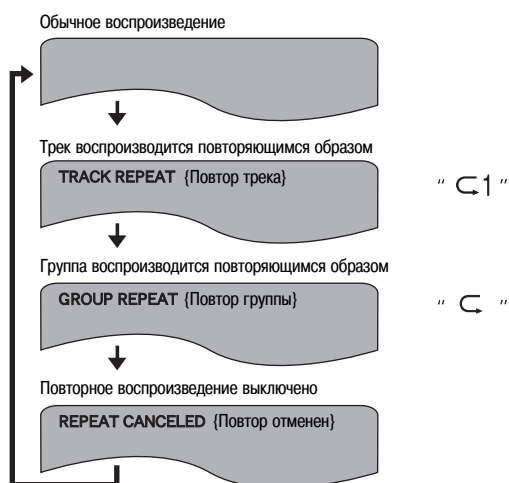 Обычное воспроизведение
Трек воспроизводится повторяющимся образом
TRACK REPEAT {Повтор трека}
" ⊂1 "
Группа воспроизводится повторяющимся образом
GROUP REPEAT {Повтор группы}
" ⊂ "
Повторное воспроизведение выключено
REPEAT CANCELED {Повтор отменен}